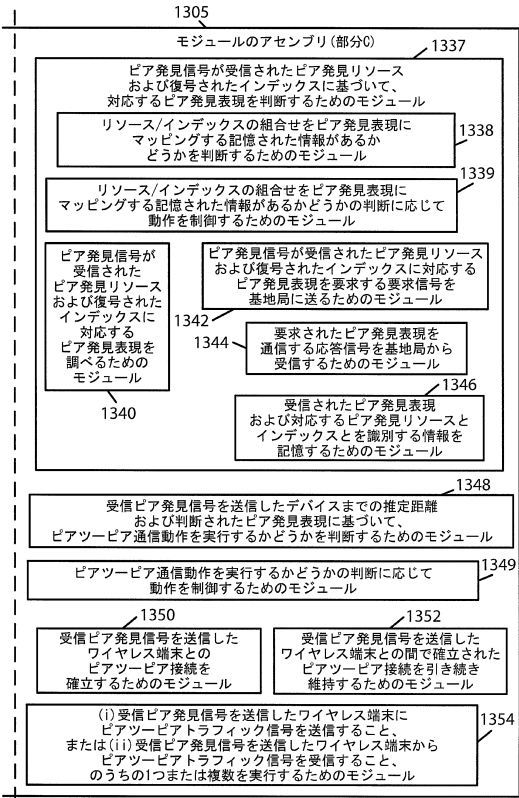 1305
モジュールのアセンブリ(部分C)
1337
ピア発見信号が受信されたピア発見リソース
および復号されたインデックスに基づいて、
対応するピア発見表現を判断するためのモジュール
リソース/インデックスの組合せをピア発見表現に
マッピングする記憶された情報があるか
どうかを判断するためのモジュール
1338
1339
リソース/インデックスの組合せをピア発見表現に
マッピングする記憶された情報があるかどうかの判断に応じて
動作を制御するためのモジュール
ピア発見信号が
受信された
ピア発見リソース
および復号された
インデックスに
対応する
ピア発見表現を
調べるための
モジュール
1340
ピア発見信号が受信されたピア発見リソース
および復号されたインデックスに対応する
ピア発見表現を要求する要求信号を
基地局に送るためのモジュール
1342
1344
要求されたピア発見表現を
通信する応答信号を基地局から
受信するためのモジュール
1346
受信されたピア発見表現
および対応するピア発見リソースと
インデックスとを識別する情報を
記憶するためのモジュール
1348
受信ピア発見信号を送信したデバイスまでの推定距離
および判断されたピア発見表現に基づいて、
ピアツーピア通信動作を実行するかどうかを判断するためのモジュール
1349
ピアツーピア通信動作を実行するかどうかの判断に応じて
動作を制御するためのモジュール
1350
受信ピア発見信号を送信した
ワイヤレス端末との
ピアツーピア接続を
確立するためのモジュール
1352
受信ピア発見信号を送信した
ワイヤレス端末との間で確立された
ピアツーピア接続を引き続き
維持するためのモジュール
(i)受信ピア発見信号を送信したワイヤレス端末に
ピアツーピアトラフィック信号を送信すること、
または(ii)受信ピア発見信号を送信したワイヤレス端末から
ピアツーピアトラフィック信号を受信すること、
のうちの1つまたは複数を実行するためのモジュール
1354